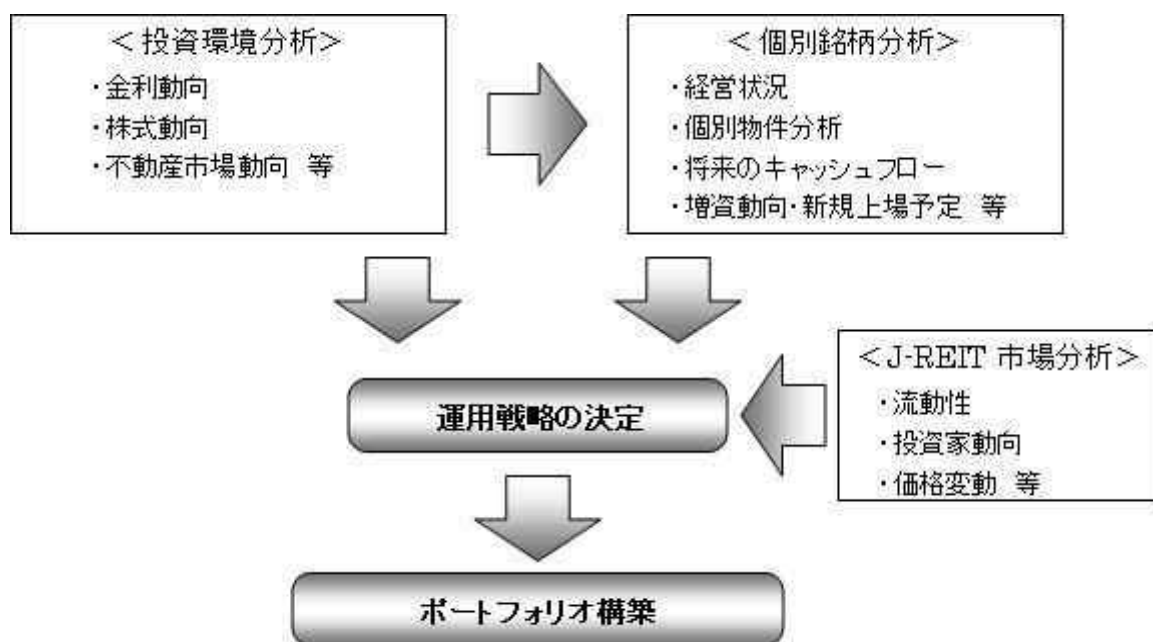 ＜投資環境分析＞
・金利動向
・株式動向
・不動産市場動向　等
＜個別銘柄分析＞
・経営状況
・個別物件分析
・将来のキャッシュフロー
・増資動向・新規上場予定　等
＜J-REIT 市場分析＞
・流動性
・投資家動向
・価格変動　等
運用戦略の決定
ポートフォリオ構築